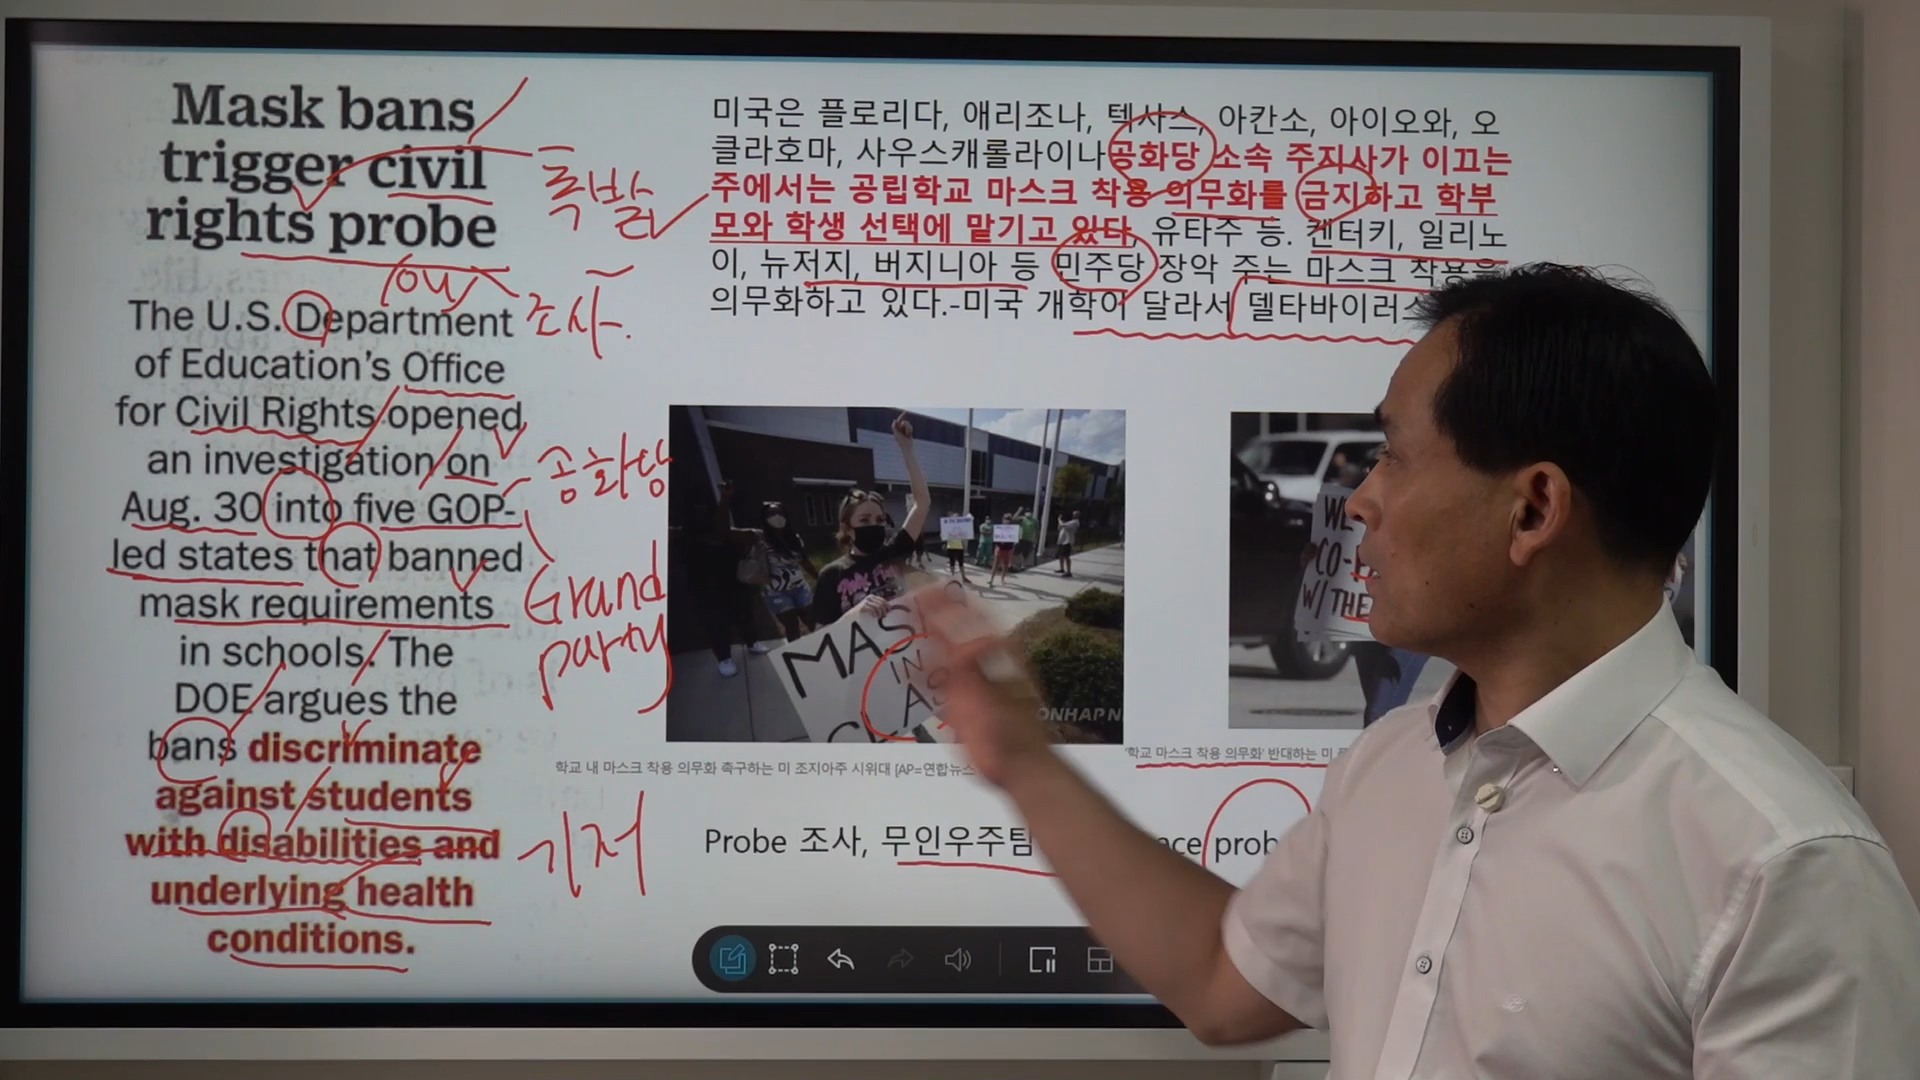 Mask bans
trigger civil
rights probe
The U.S. Department
of Education's Office
for Civil Rights opened
an investigation on
Aug. 30 into five GOP-
led states that banned
mask requirements
in schools. The
DOE argues the
bans discriminate
against students
with disabilities and
underlying health
conditions.
촉발
조사.
공화당
Grand
party
기저
미국은 플로리다, 애리조나, 텍사스, 아칸소, 아이오와, 오
클라호마, 사우스캐롤라이나 공화당 소속 주지사가 이끄는
주에서는 공립학교 마스크 착용 의무화를 금지하고 학부
모와 학생 선택에 맡기고 있다, 유타주 등. 켄터키, 일리노
이, 뉴저지, 버지니아 등 민주당 장악 주는 마스크 착용을
의무화하고 있다.-미국 개학어 달라서 델타바이러스
MAS
IN
WE
CO-E
W/ THE
학교 내 마스크 착용 의무화 촉구하는 미 조지아주 시위대 [AP=연합뉴스
'학교 마스크 착용 의무화' 반대하는 미
Probe 조사, 무인우주탐
ace prob